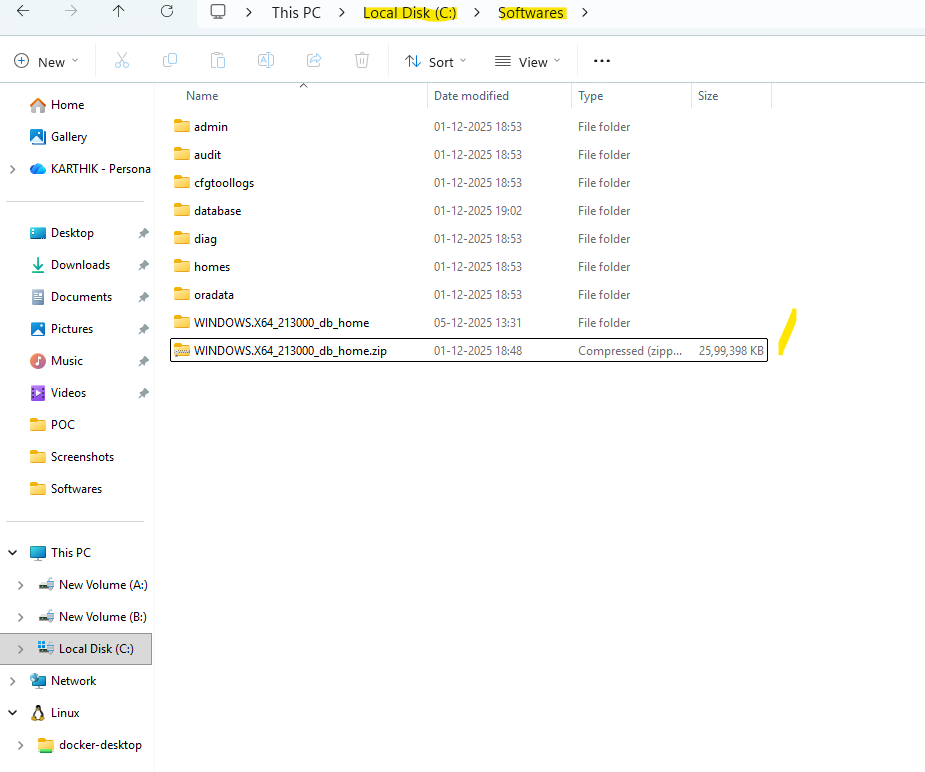 This PC > Local Disk (C:) > Softwares >
New Sort View ...
Home
Gallery
KARTHIK - Persona
Desktop
Downloads
Documents
Pictures
Music
Videos
POC
Screenshots
Softwares
This PC
New Volume (A:)
New Volume (B:)
Local Disk (C:)
Network
Linux
docker-desktop
Name Date modified Type Size
admin 01-12-2025 18:53 File folder
audit 01-12-2025 18:53 File folder
cfgtoollogs 01-12-2025 18:53 File folder
database 01-12-2025 19:02 File folder
diag 01-12-2025 18:53 File folder
homes 01-12-2025 18:53 File folder
oradata 01-12-2025 18:53 File folder
WINDOWS.X64_213000_db_home 05-12-2025 13:31 File folder
WINDOWS.X64_213000_db_home.zip 01-12-2025 18:48 Compressed (zipp... 25,99,398 KB